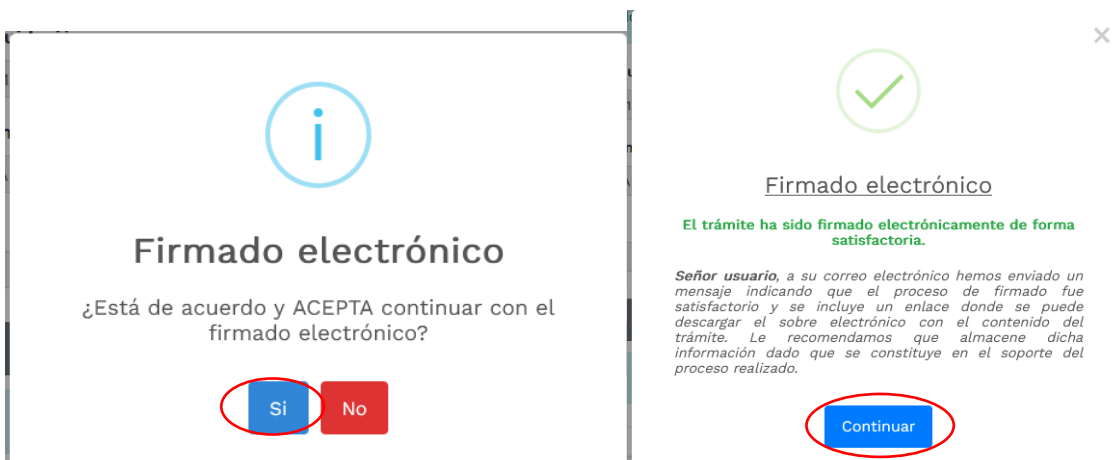 Firmado electrónico
¿Está de acuerdo y ACEPTA continuar con el
firmado electrónico?
Si
No
×
Firmado electrónico
El trámite ha sido firmado electrónicamente de forma
satisfactoria.
Señor usuario, a su correo electrónico hemos enviado un
mensaje indicando que el proceso de firmado fue
satisfactorio y se incluye un enlace donde se puede
descargar el sobre electrónico con el contenido del
trámite. Le recomendamos que almacene dicha
información dado que se constituye en el soporte del
proceso realizado.
Continuar